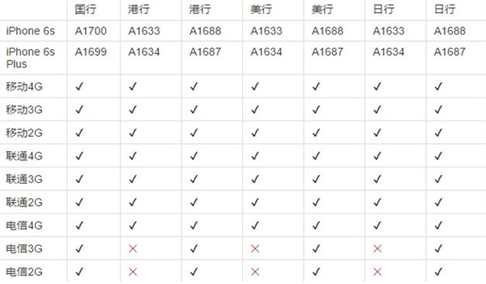 国行 港行 港行 美行 美行 日行 日行
iPhone 6s A1700 A1633 A1688 A1633 A1688 A1633 A1688
iPhone 6s Plus A1699 A1634 A1687 A1634 A1687 A1634 A1687
移动4G ✓ ✓ ✓ ✓ ✓ ✓ ✓
移动3G ✓ ✓ ✓ ✓ ✓ ✓ ✓
移动2G ✓ ✓ ✓ ✓ ✓ ✓ ✓
联通4G ✓ ✓ ✓ ✓ ✓ ✓ ✓
联通3G ✓ ✓ ✓ ✓ ✓ ✓ ✓
联通2G ✓ ✓ ✓ ✓ ✓ ✓ ✓
电信4G ✓ ✓ ✓ ✓ ✓ ✓ ✓
电信3G ✓ × ✓ × ✓ × ✓
电信2G ✓ × ✓ × ✓ × ✓